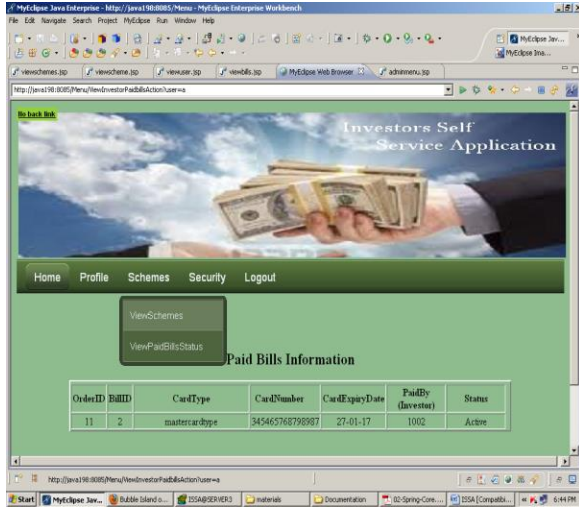 MyEclipse Java Enterprise - http://java198:8085/Menu - MyEclipse Enterprise Workbench
File Edit Navigate Search Project MyEclipse Run Window Help
MyEclipse Jav...
MyEclipse Ima...
viewschemes.jsp viewscheme.jsp viewuser.jsp viewbills.jsp MyEclipse Web Browser adminmenu.jsp
http://java198:8085/Menu/ViewInvestorPaidbillsAction?user=a
No back link
Investors Self
Service Application
Home Profile Schemes Security Logout
ViewSchemes
ViewPaidBillsStatus
Paid Bills Information
OrderID BillID CardType CardNumber CardExpiryDate PaidBy (Investor) Status
11 2 mastercardtype 345465768798987 27-01-17 1002 Active
http://java198:8085/Menu/ViewInvestorPaidbillsAction?user=a
Start MyEclipse Jav... Bubble Island o... ISSA@SERVER3 materials Documentation 02-Spring-Core.... ISSA [Compatibi... 6:44 PM